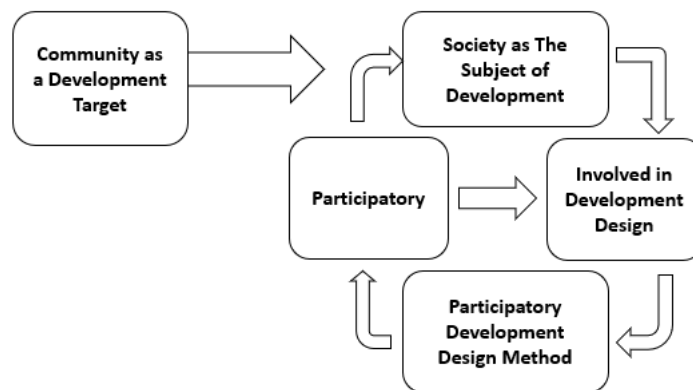 Community as
a Development
Target
Society as The
Subject of
Development
Participatory
Involved in
Development
Design
Participatory
Development
Design Method